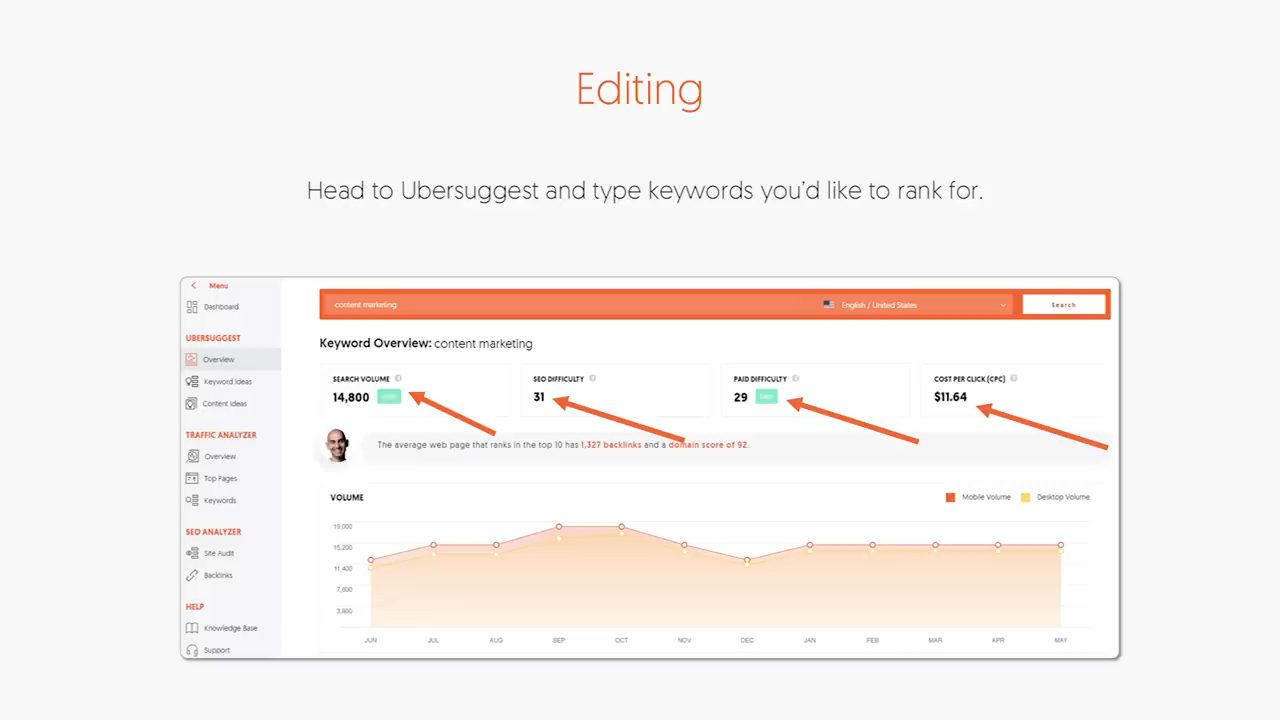 Editing
Head to Ubersuggest and type keywords you'd like to rank for.
Menu
Dashboard
UBERSUGGEST
Overview
Keyword Ideas
Content Ideas
TRAFFIC ANALYZER
Overview
Top Pages
Keywords
SEO ANALYZER
Site Audit
Backlinks
HELP
Knowledge Base
Support
content marketing English / United States Search
Keyword Overview: content marketing
SEARCH VOLUME SEO DIFFICULTY PAID DIFFICULTY COST PER CLICK (CPC)
14,800 31 29 $11.64
The average web page that ranks in the top 10 has 1,327 backlinks and a domain score of 92.
VOLUME Mobile Volume Desktop Volume
19,000
15,200
11,400
7,600
3,800
JUN JUL AUG SEP OCT NOV DEC JAN FEB MAR APR MAY